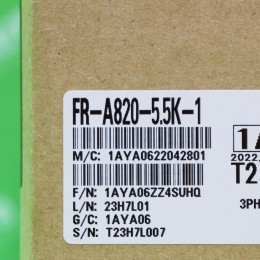 FR-A820-5.5K-1
M/C: 1AYA0622042801
F/N: 1AYA06ZZ4SUHQ
L/N: 23H7L01
G/C: 1AYA06
S/N: T23H7L007
1A
2022.
T2
3PH